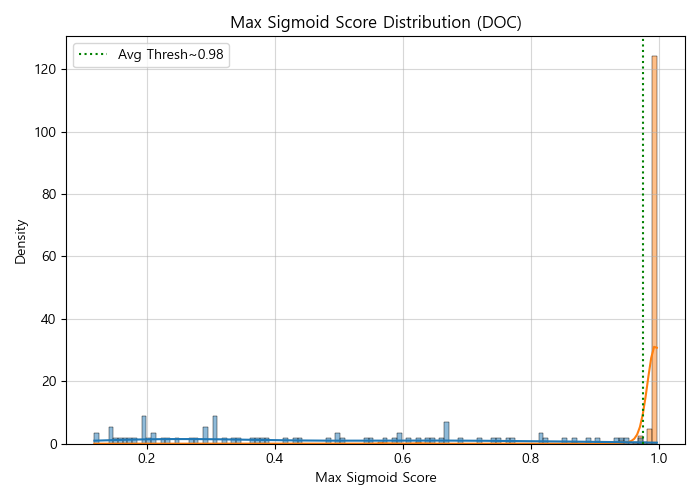 Max Sigmoid Score Distribution (DOC)
Avg Thresh~0.98
120
100
80
60
40
20
0
Density
0.2 0.4 0.6 0.8 1.0
Max Sigmoid Score